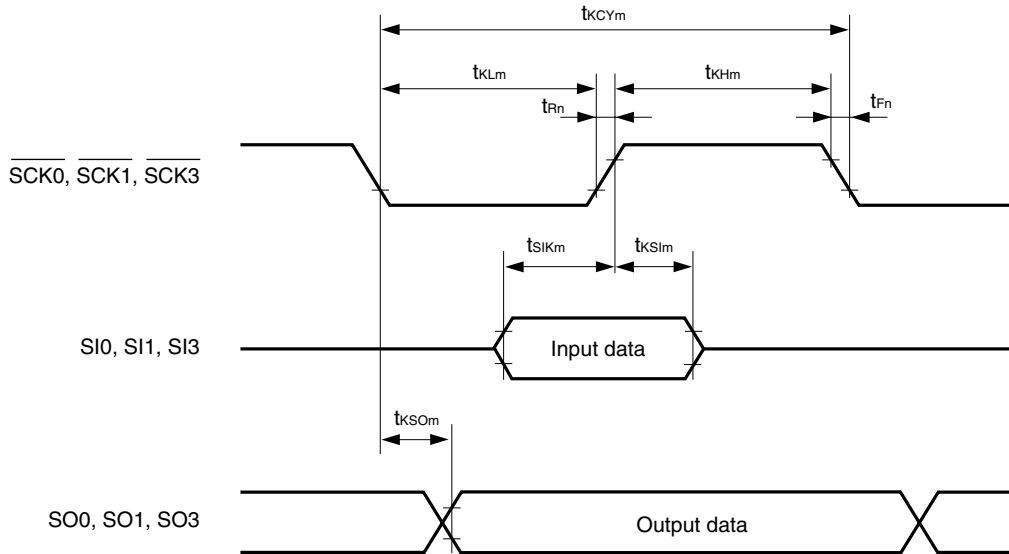 tKCYm
tKLm
tKHm
tRn
tFn
SCK0, SCK1, SCK3
tSIKm
tKSIm
SI0, SI1, SI3
Input data
tKSOm
SO0, SO1, SO3
Output data